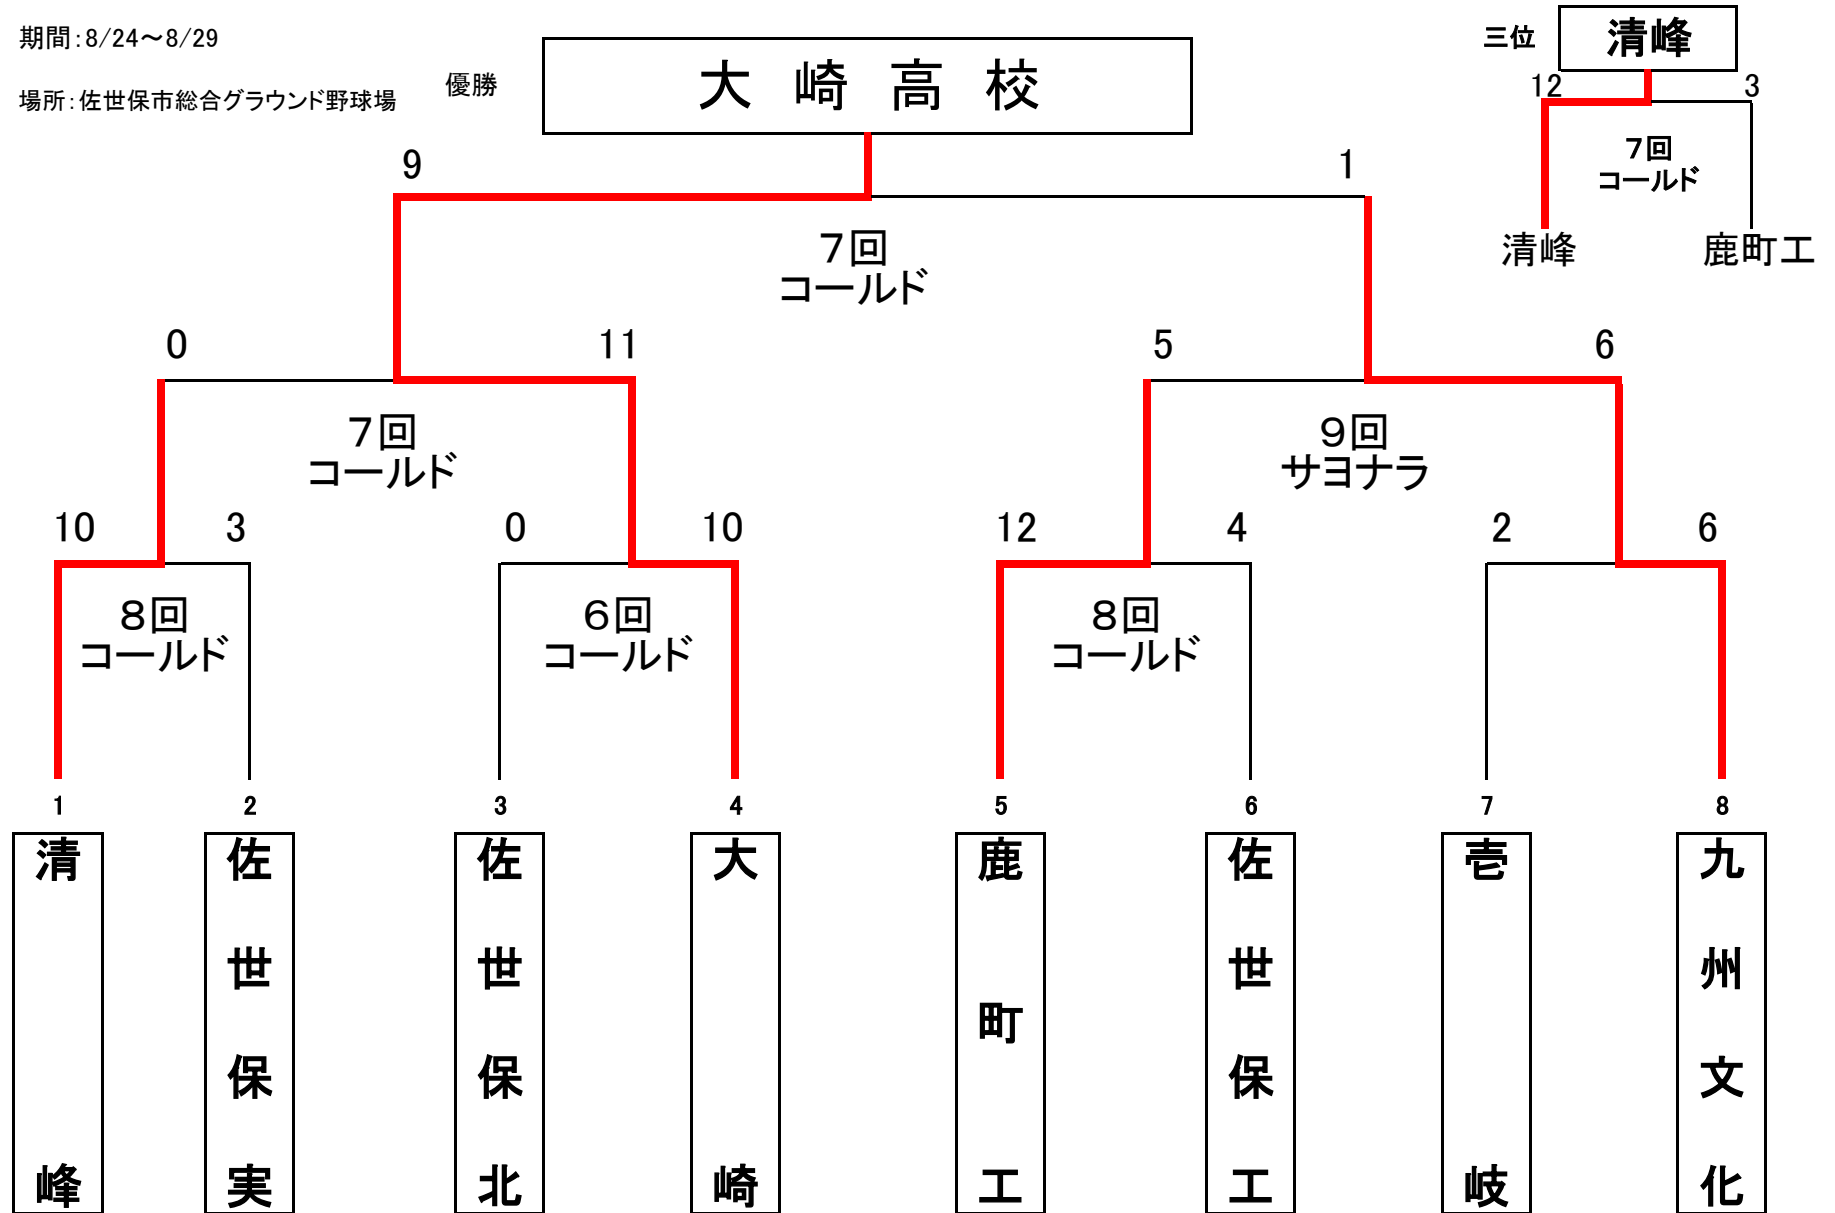 期間：8/24～8/29
場所：佐世保市総合グラウンド野球場
優勝
大崎高校
三位
清峰
12 3
7回
コールド
清峰 鹿町工
9 1
7回
コールド
0 11 5 6
7回
コールド
9回
サヨナラ
10 3 0 10 12 4 2 6
8回
コールド
6回
コールド
8回
コールド
1 2 3 4 5 6 7 8
清峰
佐世保実
佐世保北
大崎
鹿町工
佐世保工
壱岐
九州文化